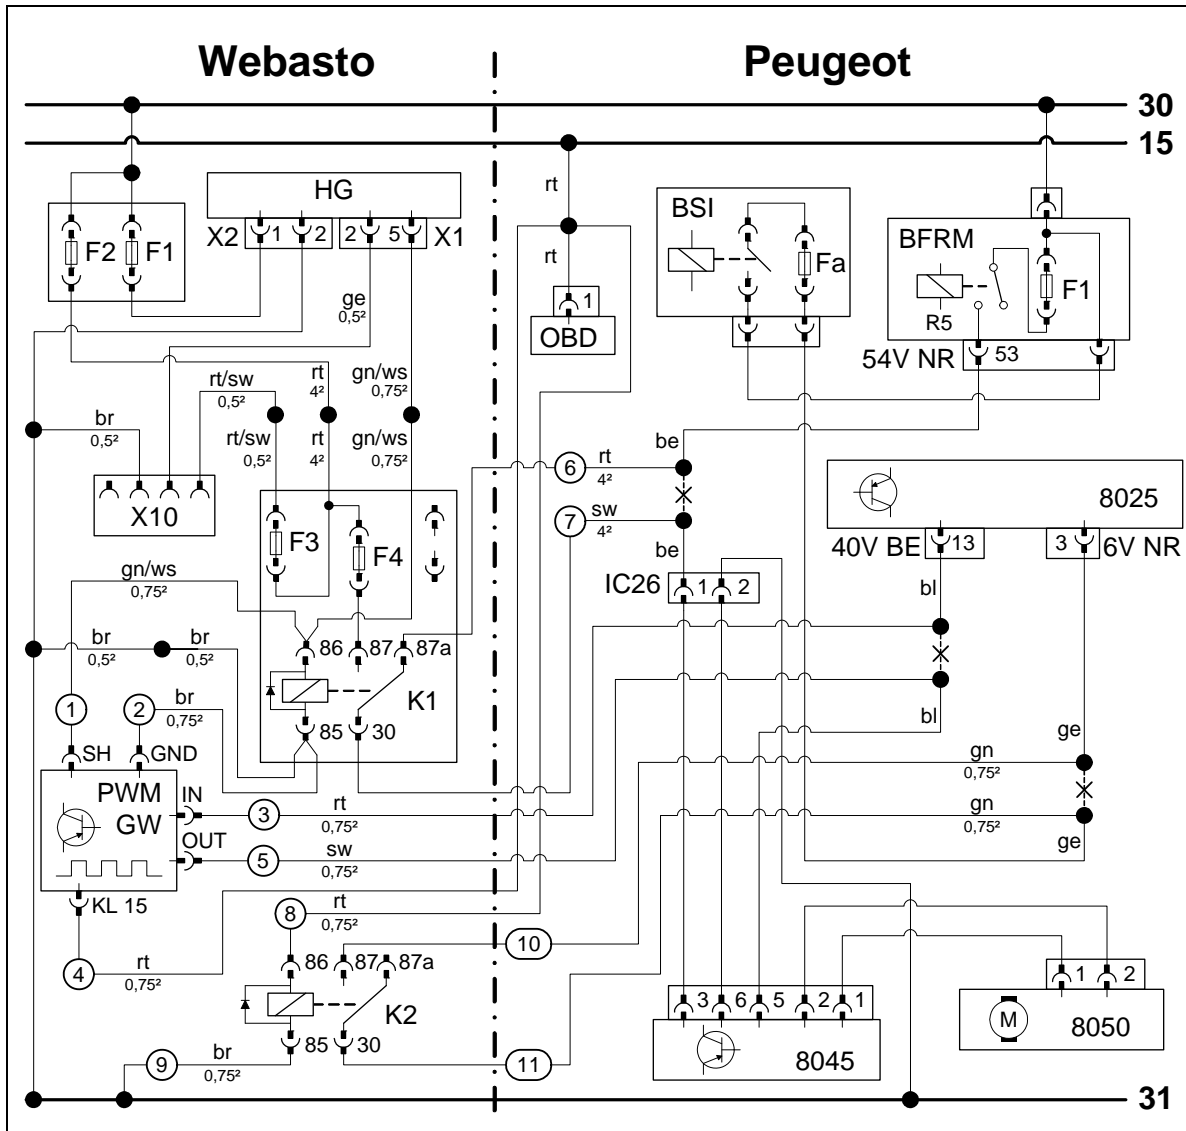 Webasto Peugeot
30
15
HG
rt
BSI
BFRM
F2 F1
X2 1 2 2 5 X1
rt
Fa
F1
R5
ge
0,5²
1
OBD
54V NR 53
rt/sw
0,5²
rt
4²
gn/ws
0,75²
br
0,5²
rt/sw
0,5²
rt
4²
gn/ws
0,75²
be
6 rt
4²
X10
8025
7 sw
4²
F3 F4
be
40V BE 13 3 6V NR
gn/ws
0,75²
IC26 1 2
bl
br
0,5²
br
0,5²
86 87 87a
K1
1 2 br
0,75²
85 30
bl
ge
SH GND
gn
0,75²
PWM
GW
IN
3 rt
0,75²
gn
0,75²
OUT
5 sw
0,75²
ge
KL 15
8 rt
0,75²
4 rt
0,75²
86 87 87a
10
1 2
K2
3 6 5 2 1
M 8050
85 30
9 br
0,75²
11
8045
31